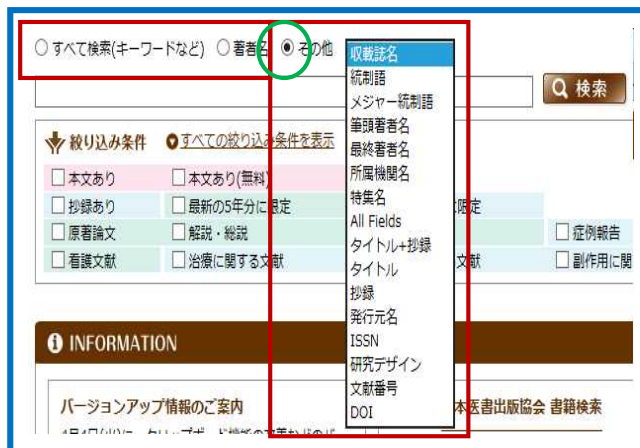 すべて検索(キーワードなど) 著者名 その他
収載誌名
統制語
メジャー統制語
筆頭著者名
最終著者名
所属機関名
特集名
All Fields
タイトル+抄録
タイトル
抄録
発行元名
ISSN
研究デザイン
文献番号
DOI
検索
絞り込み条件 すべての絞り込み条件を表示
本文あり 本文あり(無料)
抄録あり 最新の5年分に限定 限定
原著論文 解説・総説 症例報告
看護文献 治療に関する文献 文献 副作用に関
INFORMATION
バージョンアップ情報のご案内
本医書出版協会 書籍検索